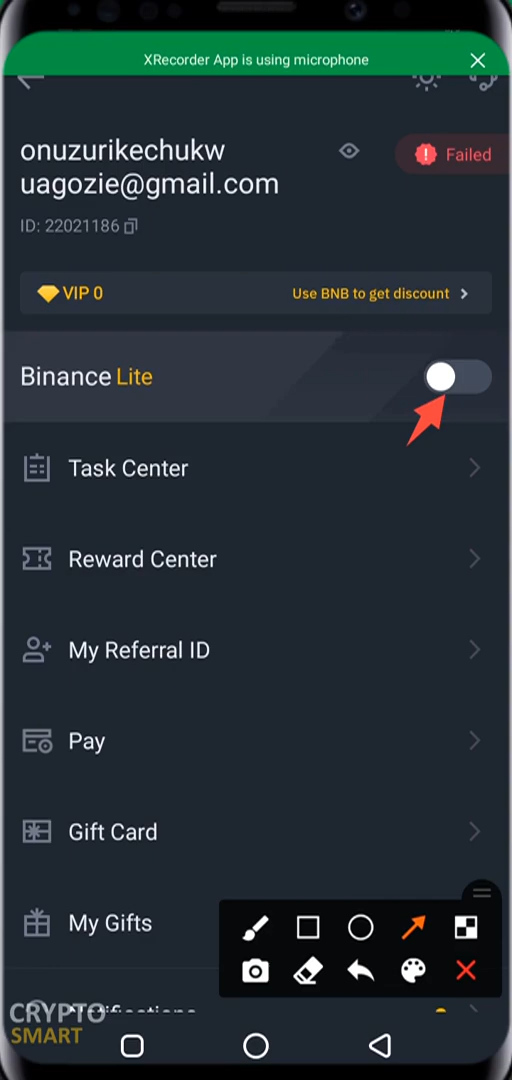 XRecorder App is using microphone
onuzurikechukw
uagozie@gmail.com
Failed
ID: 22021186
VIP 0
Use BNB to get discount
Binance Lite
Task Center
Reward Center
My Referral ID
Pay
Gift Card
My Gifts
Notifications
CRYPTO
SMART